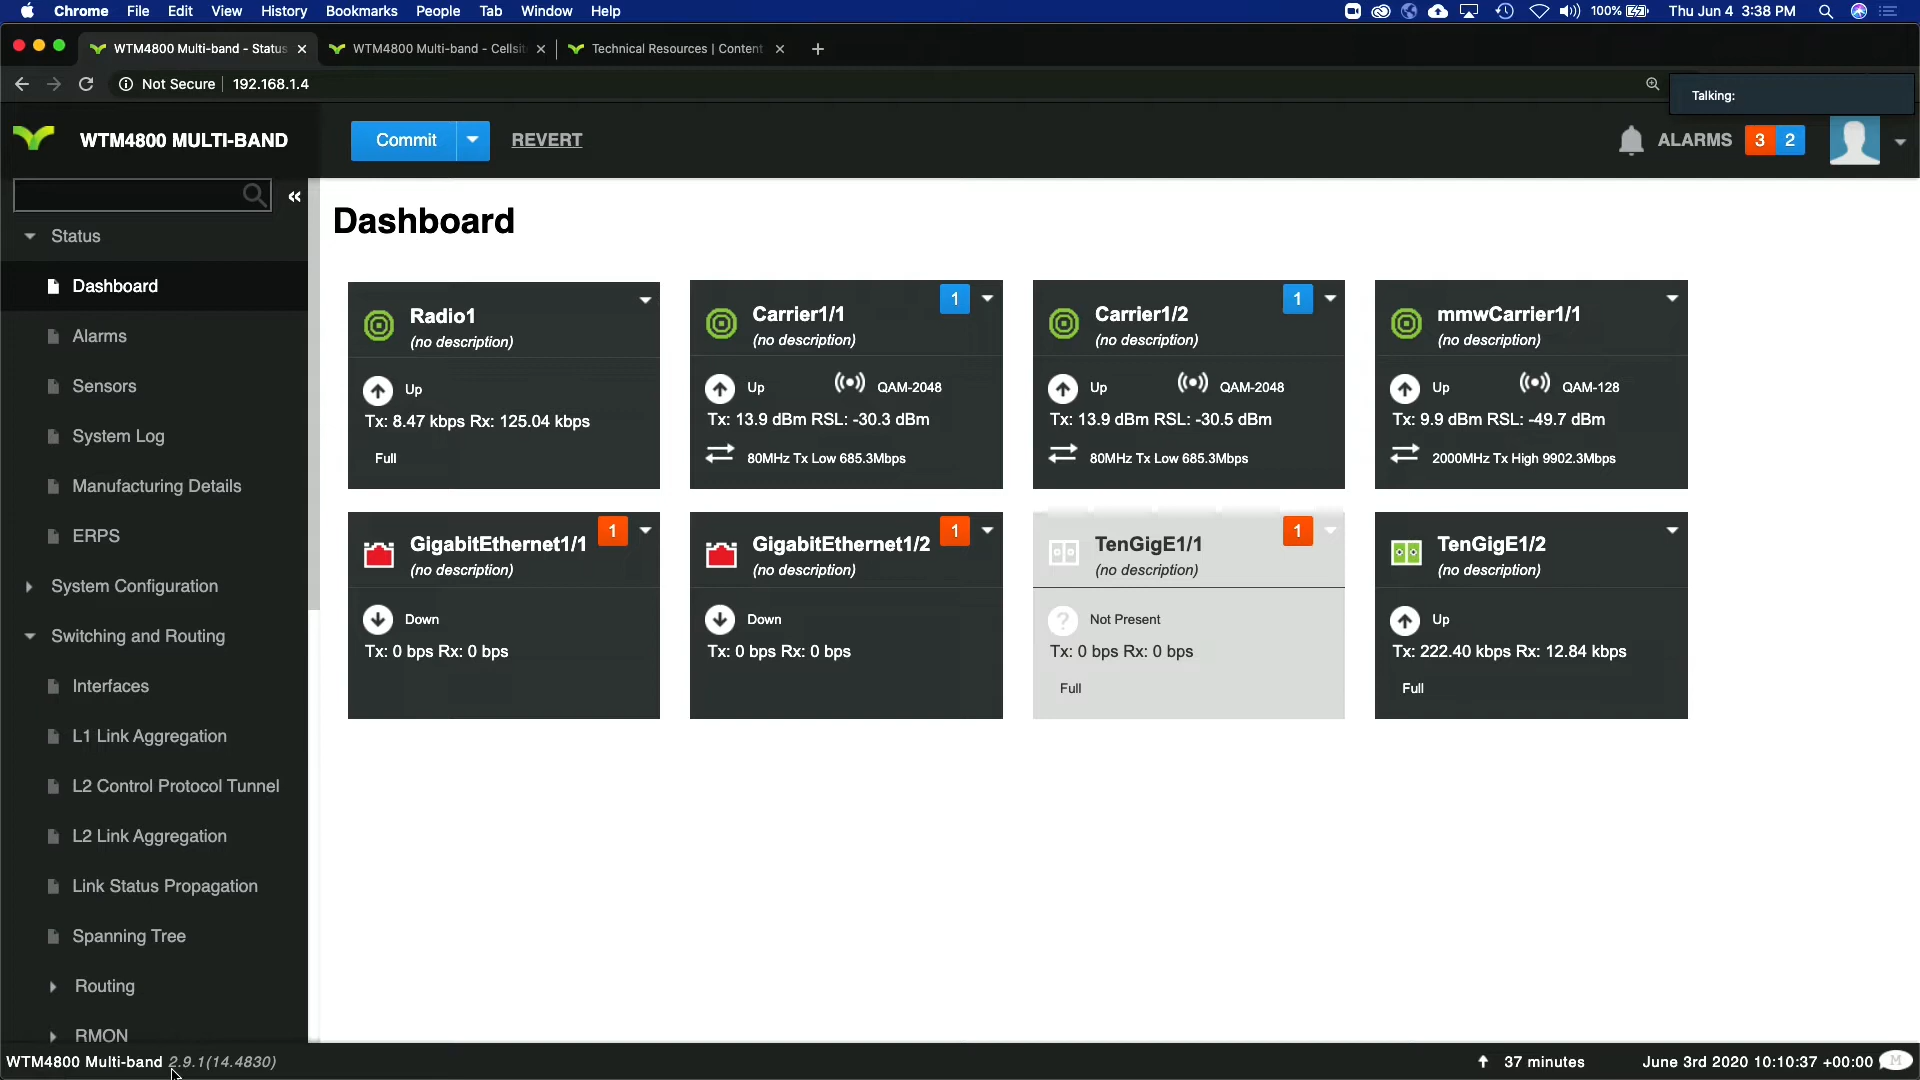 Chrome File Edit View History Bookmarks People Tab Window Help 100% Thu Jun 4 3:38 PM
WTM4800 Multi-band - Status WTM4800 Multi-band - Cellsit Technical Resources | Content
Not Secure 192.168.1.4
Talking:
WTM4800 MULTI-BAND Commit REVERT ALARMS 3 2
Status
Dashboard
Alarms
Sensors
System Log
Manufacturing Details
ERPS
System Configuration
Switching and Routing
Interfaces
L1 Link Aggregation
L2 Control Protocol Tunnel
L2 Link Aggregation
Link Status Propagation
Spanning Tree
Routing
RMON
Dashboard
Radio1
(no description)
Up
Tx: 8.47 kbps Rx: 125.04 kbps
Full
1
Carrier1/1
(no description)
Up QAM-2048
Tx: 13.9 dBm RSL: -30.3 dBm
80MHz Tx Low 685.3Mbps
1
Carrier1/2
(no description)
Up QAM-2048
Tx: 13.9 dBm RSL: -30.5 dBm
80MHz Tx Low 685.3Mbps
mmwCarrier1/1
(no description)
Up QAM-128
Tx: 9.9 dBm RSL: -49.7 dBm
2000MHz Tx High 9902.3Mbps
1
GigabitEthernet1/1
(no description)
Down
Tx: 0 bps Rx: 0 bps
1
GigabitEthernet1/2
(no description)
Down
Tx: 0 bps Rx: 0 bps
1
TenGigE1/1
(no description)
? Not Present
Tx: 0 bps Rx: 0 bps
Full
TenGigE1/2
(no description)
Up
Tx: 222.40 kbps Rx: 12.84 kbps
Full
WTM4800 Multi-band 2.9.1(14.4830) 37 minutes June 3rd 2020 10:10:37 +00:00 M